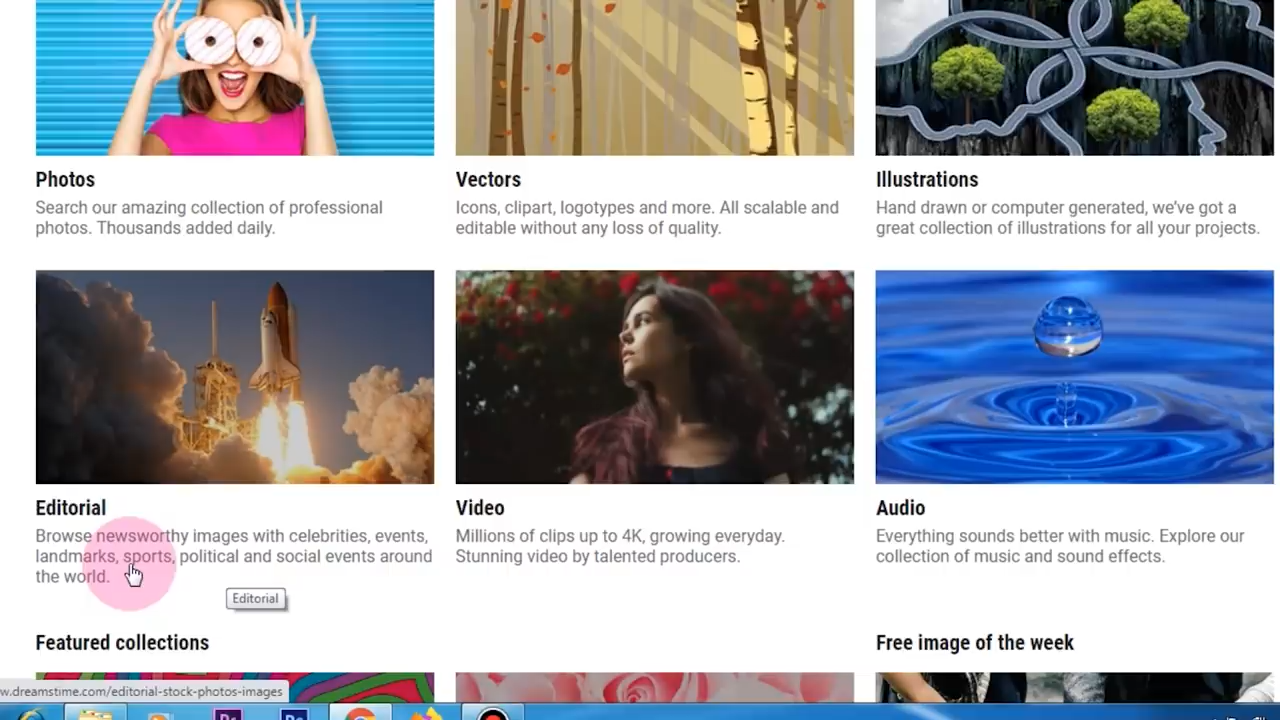 Photos
Search our amazing collection of professional
photos. Thousands added daily.
Vectors
Icons, clipart, logotypes and more. All scalable and
editable without any loss of quality.
Illustrations
Hand drawn or computer generated, we've got a
great collection of illustrations for all your projects.
Editorial
Browse newsworthy images with celebrities, events,
landmarks, sports, political and social events around
the world.
Editorial
Video
Millions of clips up to 4K, growing everyday.
Stunning video by talented producers.
Audio
Everything sounds better with music. Explore our
collection of music and sound effects.
Featured collections
Free image of the week
w.dreamstime.com/editorial-stock-photos-images